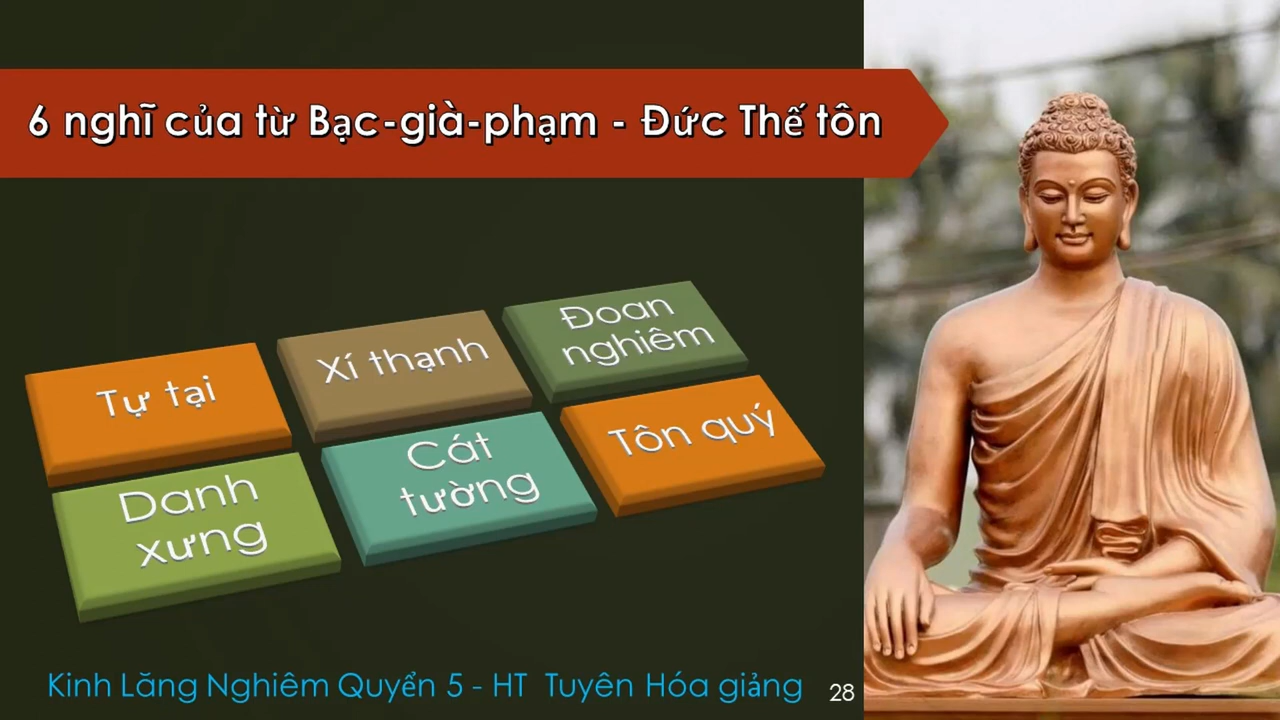 6 nghĩ của từ Bạc-già-phạm - Đức Thế tôn
Tự tại
Xí thạnh
Đoan
nghiêm
Danh
xưng
Cát
tường
Tôn quý
Kinh Lăng Nghiêm Quyển 5 - HT Tuyên Hóa giảng
28